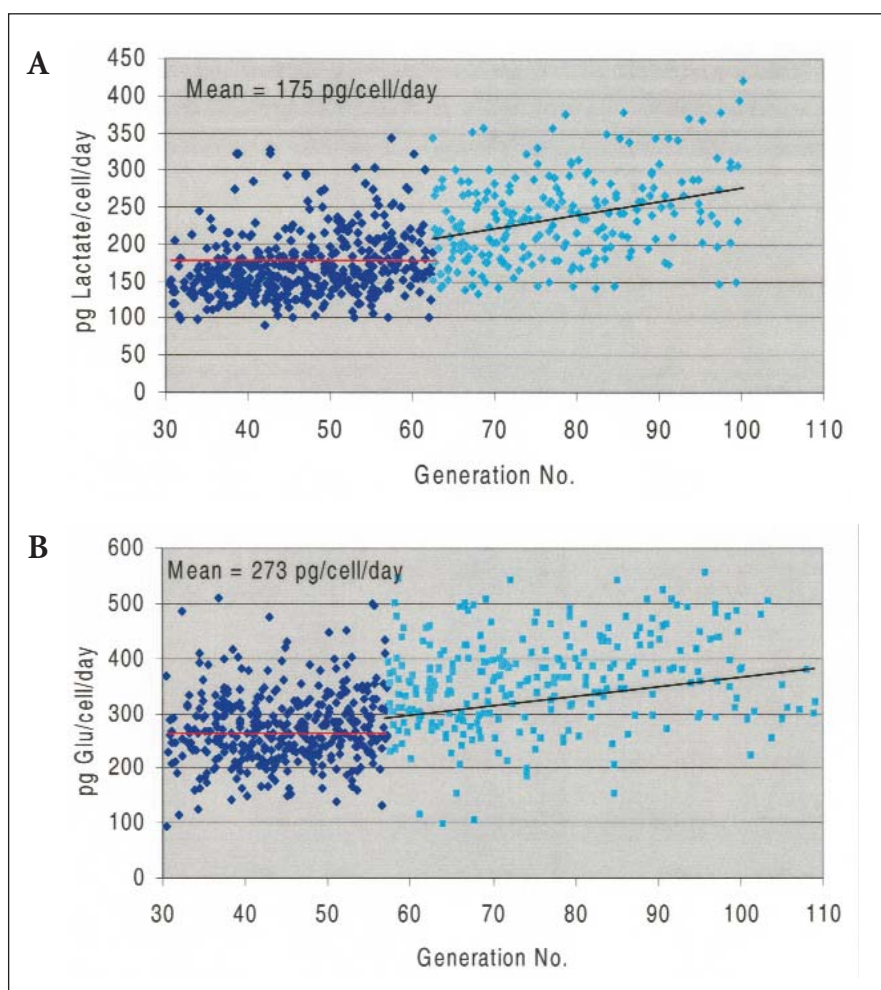 A
Mean = 175 pg/cell/day
pg Lactate/cell/day
450
400
350
300
250
200
150
100
50
0
30 40 50 60 70 80 90 100 110
Generation No.
B
Mean = 273 pg/cell/day
pg Glu/cell/day
600
500
400
300
200
100
0
30 40 50 60 70 80 90 100 110
Generation No.